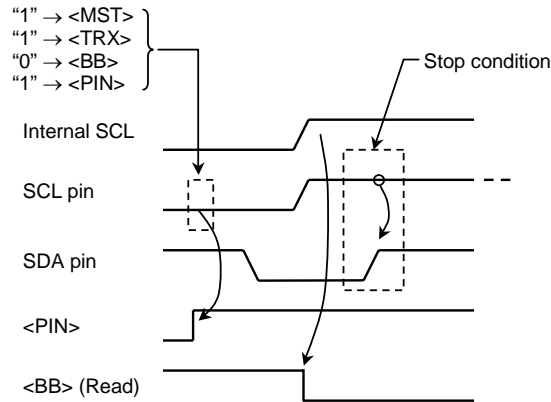 “1” → <MST>
“1” → <TRX>
“0” → <BB>
“1” → <PIN>
Stop condition
Internal SCL
SCL pin
SDA pin
<PIN>
<BB> (Read)